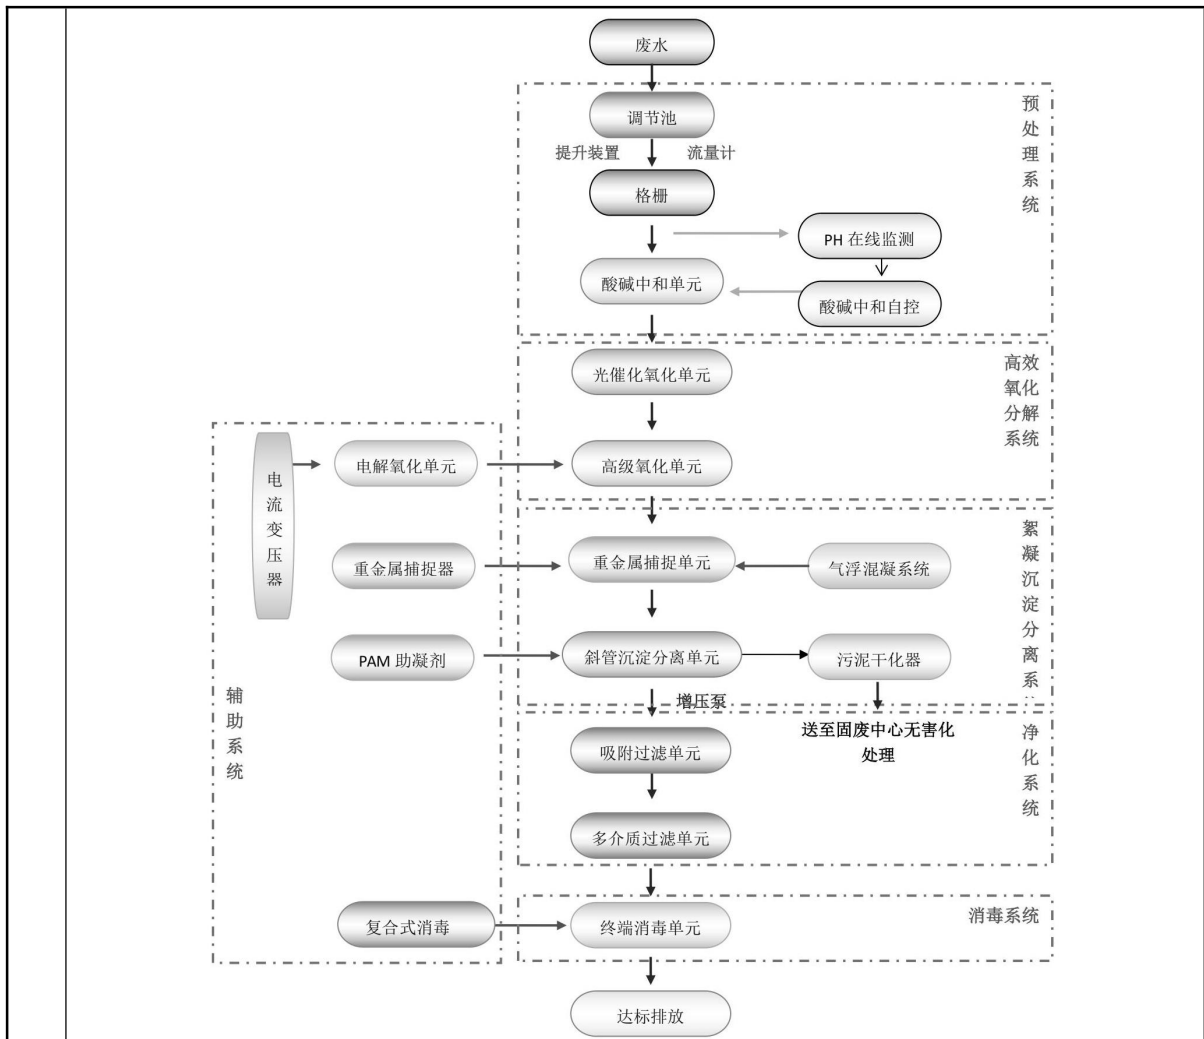 废水
预处理系统
调节池
提升装置
流量计
格栅
PH 在线监测
酸碱中和单元
酸碱中和自控
光催化氧化单元
高效
氧化
分解
系统
电流变压器
电解氧化单元
高级氧化单元
絮凝沉淀分离系
重金属捕捉器
重金属捕捉单元
气浮混凝系统
PAM 助凝剂
斜管沉淀分离单元
污泥干化器
辅助系统
增压泵
送至固废中心无害化
处理
净化系统
吸附过滤单元
多介质过滤单元
消毒系统
复合式消毒
终端消毒单元
达标排放